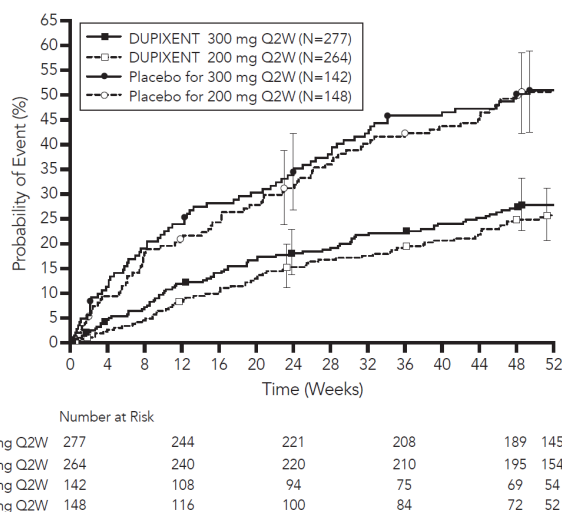 65
60
55
50
45
40
35
30
25
20
15
10
5
0
Probability of Event (%)
DUPIXENT 300 mg Q2W (N=277)
DUPIXENT 200 mg Q2W (N=264)
Placebo for 300 mg Q2W (N=142)
Placebo for 200 mg Q2W (N=148)
0 4 8 12 16 20 24 28 32 36 40 44 48 52
Time (Weeks)
Number at Risk
mg Q2W 277 244 221 208 189 145
mg Q2W 264 240 220 210 195 154
mg Q2W 142 108 94 75 69 54
mg Q2W 148 116 100 84 72 52